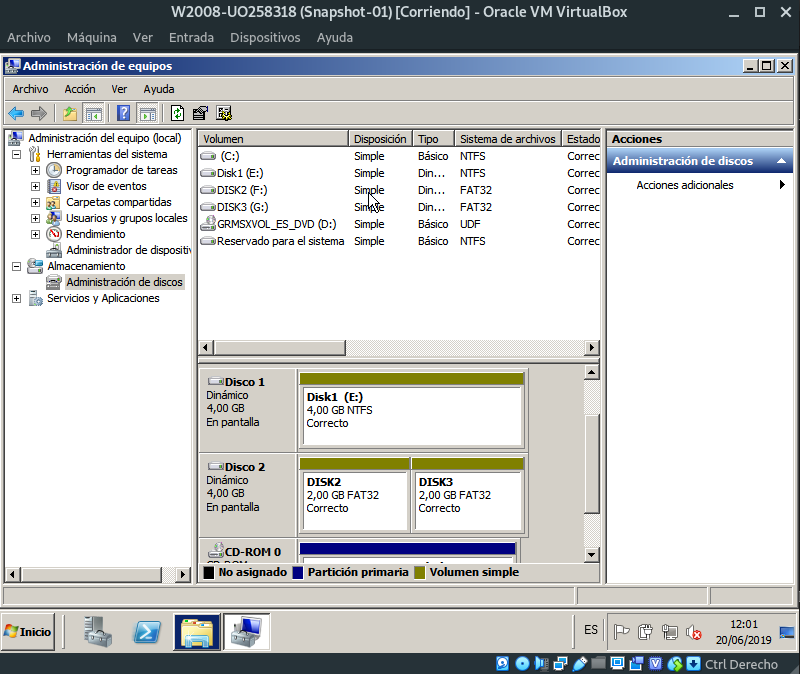 W2008-UO258318 (Snapshot-01) [Corriendo] - Oracle VM VirtualBox
Archivo Máquina Ver Entrada Dispositivos Ayuda
Administración de equipos
Archivo Acción Ver Ayuda
Administración del equipo (local)
Herramientas del sistema
Programador de tareas
Visor de eventos
Carpetas compartidas
Usuarios y grupos locales
Rendimiento
Administrador de dispositiv
Almacenamiento
Administración de discos
Servicios y Aplicaciones
Volumen Disposición Tipo Sistema de archivos Estado
(C:) Simple Básico NTFS Correc
Disk1 (E:) Simple Din... NTFS Correc
DISK2 (F:) Simple Din... FAT32 Correc
DISK3 (G:) Simple Din... FAT32 Correc
GRMSXVOL_ES_DVD (D:) Simple Básico UDF Correc
Reservado para el sistema Simple Básico NTFS Correc
Disco 1
Dinámico
4,00 GB
En pantalla
Disk1 (E:)
4,00 GB NTFS
Correcto
Disco 2
Dinámico
4,00 GB
En pantalla
DISK2
2,00 GB FAT32
Correcto
DISK3
2,00 GB FAT32
Correcto
CD-ROM 0
No asignado Partición primaria Volumen simple
Acciones
Administración de discos
Acciones adicionales
Inicio
ES
12:01
20/06/2019
Ctrl Derecho